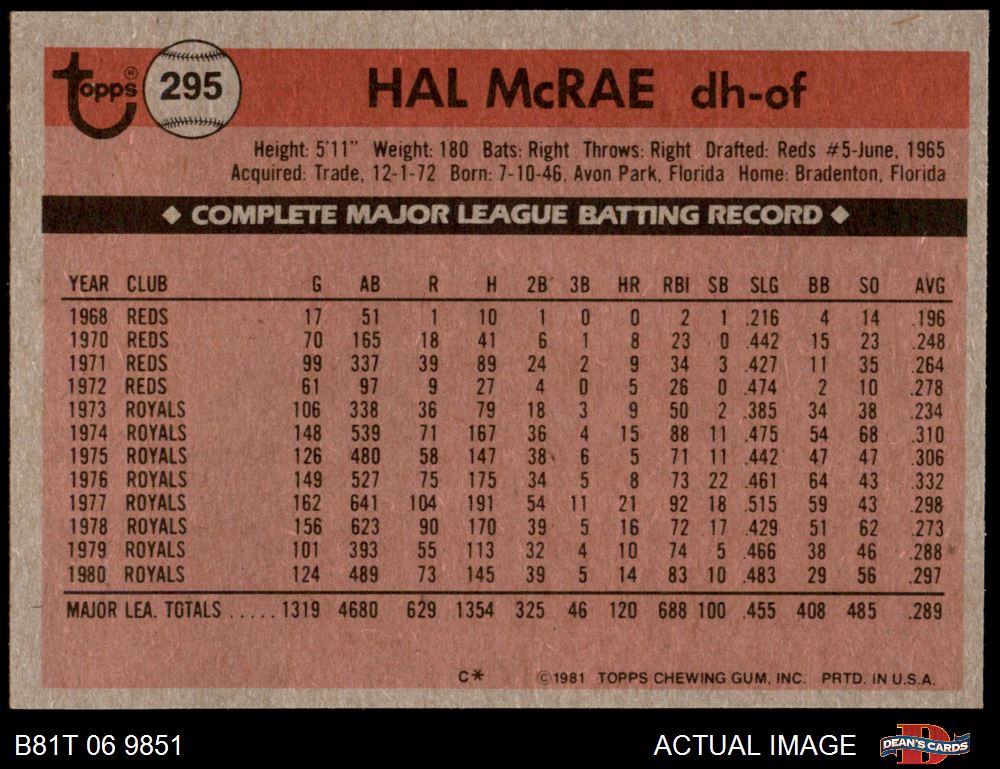 topps® 295 HAL McRAE dh-of
Height: 5'11" Weight: 180 Bats: Right Throws: Right Drafted: Reds #5-June, 1965
Acquired: Trade, 12-1-72 Born: 7-10-46, Avon Park, Florida Home: Bradenton, Florida
◆ COMPLETE MAJOR LEAGUE BATTING RECORD ◆
YEAR CLUB G AB R H 2B 3B HR RBI SB SLG BB SO AVG
1968 REDS 17 51 1 10 1 0 0 2 1 .216 4 14 .196
1970 REDS 70 165 18 41 6 1 8 23 0 .442 15 23 .248
1971 REDS 99 337 39 89 24 2 9 34 3 .427 11 35 .264
1972 REDS 61 97 9 27 4 0 5 26 0 .474 2 10 .278
1973 ROYALS 106 338 36 79 18 3 9 50 2 .385 34 38 .234
1974 ROYALS 148 539 71 167 36 4 15 88 11 .475 54 68 .310
1975 ROYALS 126 480 58 147 38 6 5 71 11 .442 47 47 .306
1976 ROYALS 149 527 75 175 34 5 8 73 22 .461 64 43 .332
1977 ROYALS 162 641 104 191 54 11 21 92 18 .515 59 43 .298
1978 ROYALS 156 623 90 170 39 5 16 72 17 .429 51 62 .273
1979 ROYALS 101 393 55 113 32 4 10 74 5 .466 38 46 .288
1980 ROYALS 124 489 73 145 39 5 14 83 10 .483 29 56 .297
MAJOR LEA. TOTALS ..... 1319 4680 629 1354 325 46 120 688 100 .455 408 485 .289
C* ©1981 TOPPS CHEWING GUM, INC. PRTD. IN U.S.A.
B81T 06 9851 ACTUAL IMAGE DEAN'S CARDS